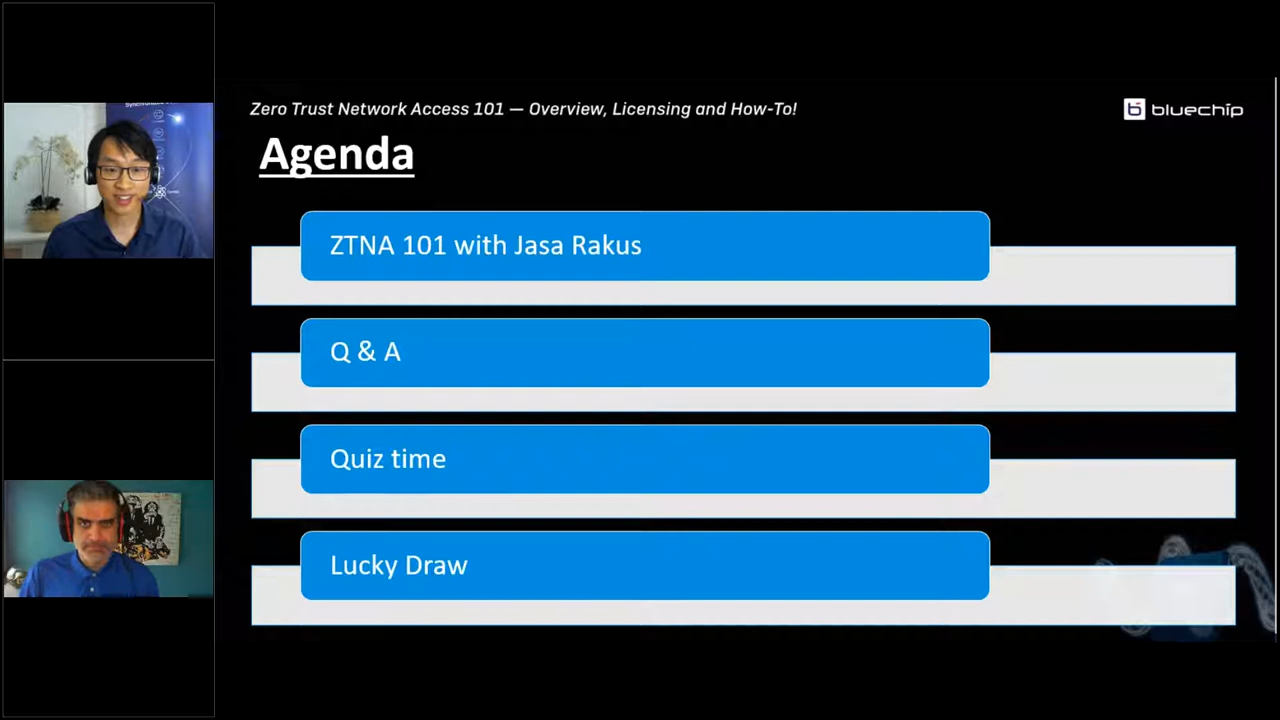 Zero Trust Network Access 101 — Overview, Licensing and How-To!
bluechip
Agenda
ZTNA 101 with Jasa Rakus
Q & A
Quiz time
Lucky Draw